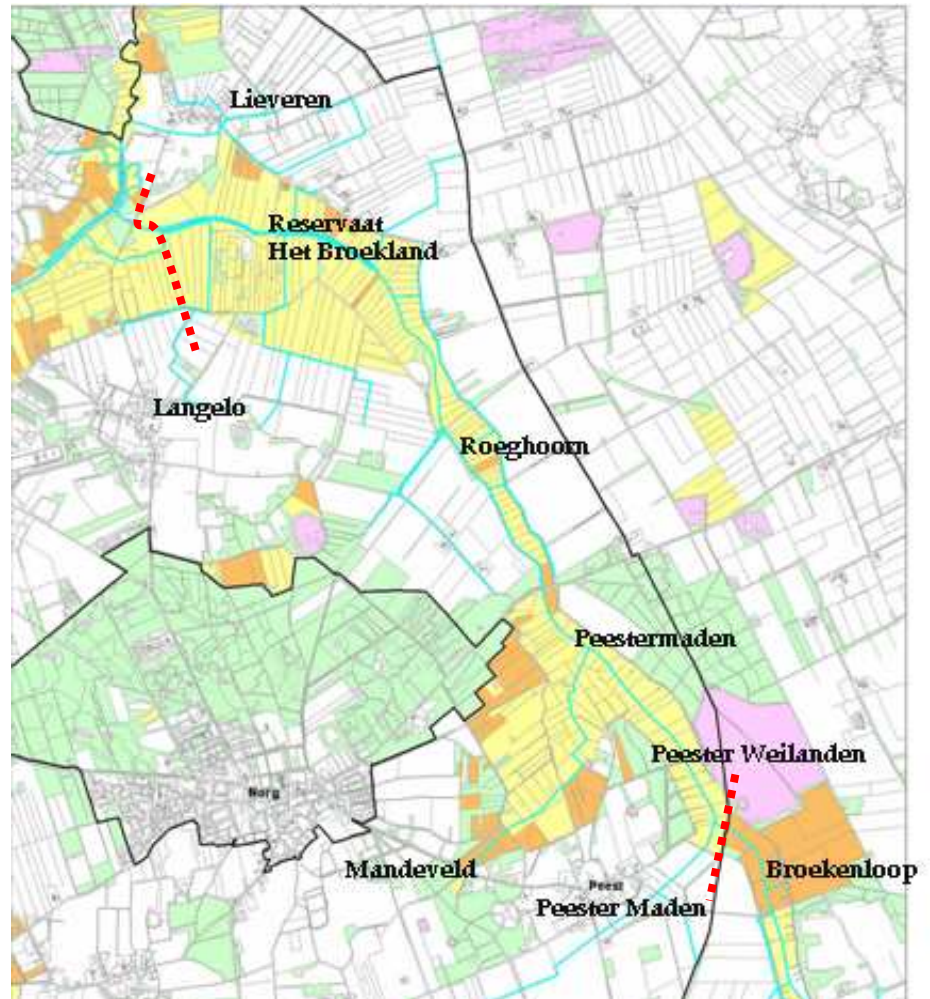 Lieveren
Reservaat
Het Broekland
Langelo
Roeghoorn
Peestermaden
Peester Weilanden
Norg
Mandeveld
Broekenloop
Peest
Peester Maden